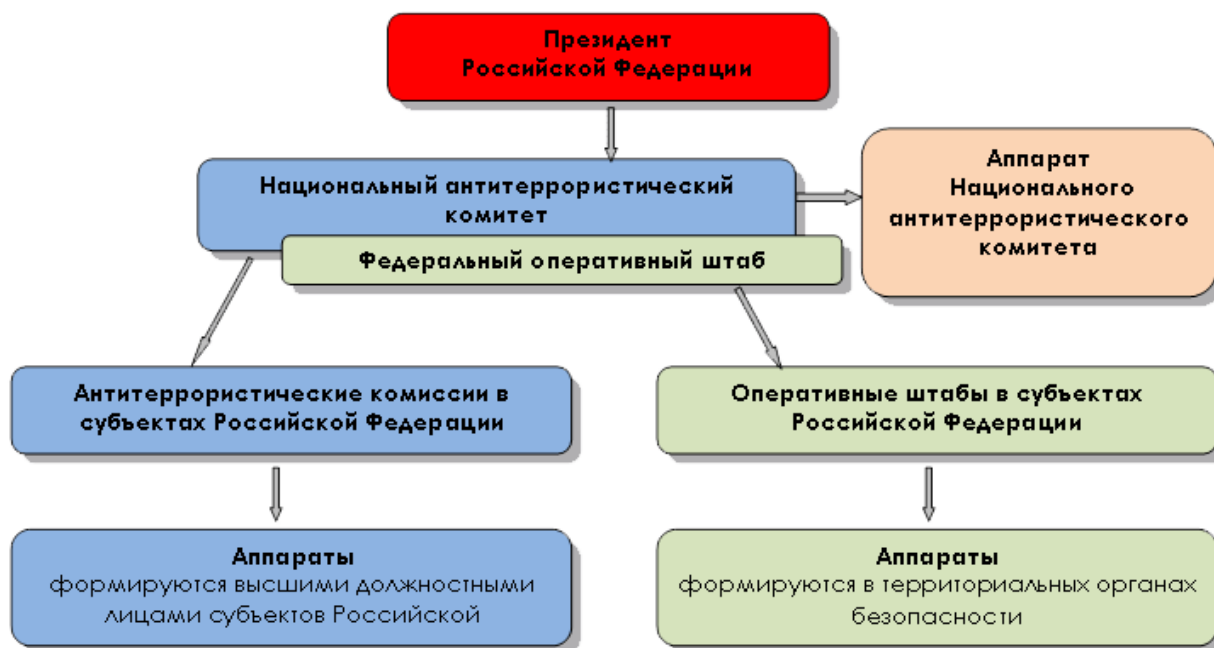 Президент
Российской Федерации
Национальный антитеррористический
комитет
Аппарат
Национального
антитеррористического
комитета
Федеральный оперативный штаб
Антитеррористические комиссии в
субъектах Российской Федерации
Оперативные штабы в субъектах
Российской Федерации
Аппараты
формируются высшими должностными
лицами субъектов Российской
Аппараты
формируются в территориальных органах
безопасности